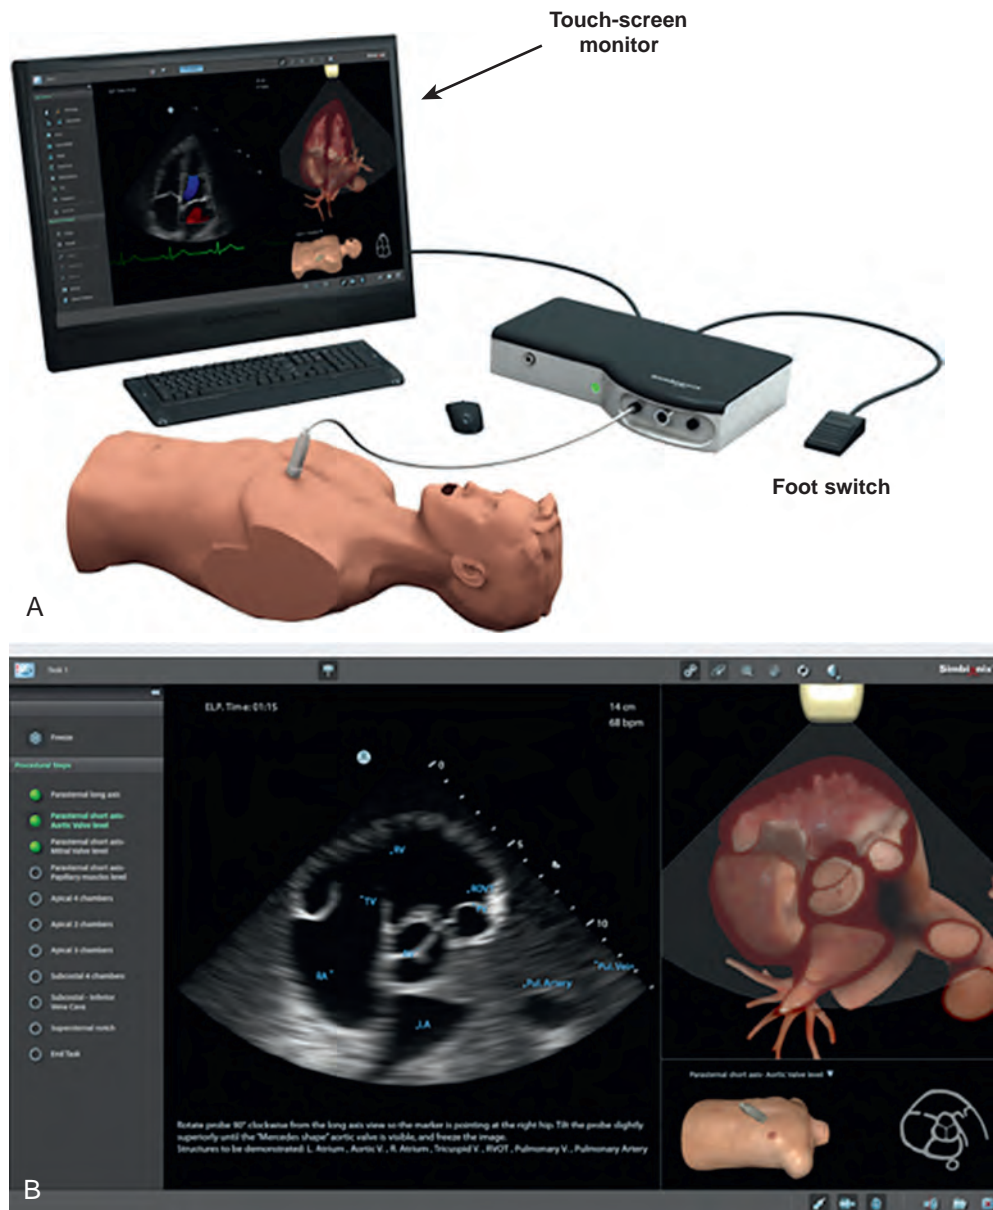 Touch-screen
monitor
Foot switch
A
Task 1
Simbionix
Freeze
Procedural Steps
Parasternal long axis
Parasternal short axis-
Aortic Valve level
Parasternal short axis-
Mitral Valve level
Parasternal short axis-
Papillary muscles level
Apical 4 chambers
Apical 2 chambers
Apical 3 chambers
Subcostal 4 chambers
Subcostal - Inferior
Vena Cava
Suprasternal notch
End Task
ELP. Time: 01:15
14 cm
68 bpm
0
5
10
RV
TV
RVOT
RA
LA
Pul. Artery
Pul. Vein
Rotate probe 90° clockwise from the long axis view so the marker is pointing at the right hip. Tilt the probe slightly
superiorly until the "Mercedes shape" aortic valve is visible, and freeze the image.
Structures to be demonstrated: L. Atrium , Aortic V. , R. Atrium , Tricuspid V. , RVOT , Pulmonary V. , Pulmonary Artery
Parasternal short axis- Aortic Valve level
B